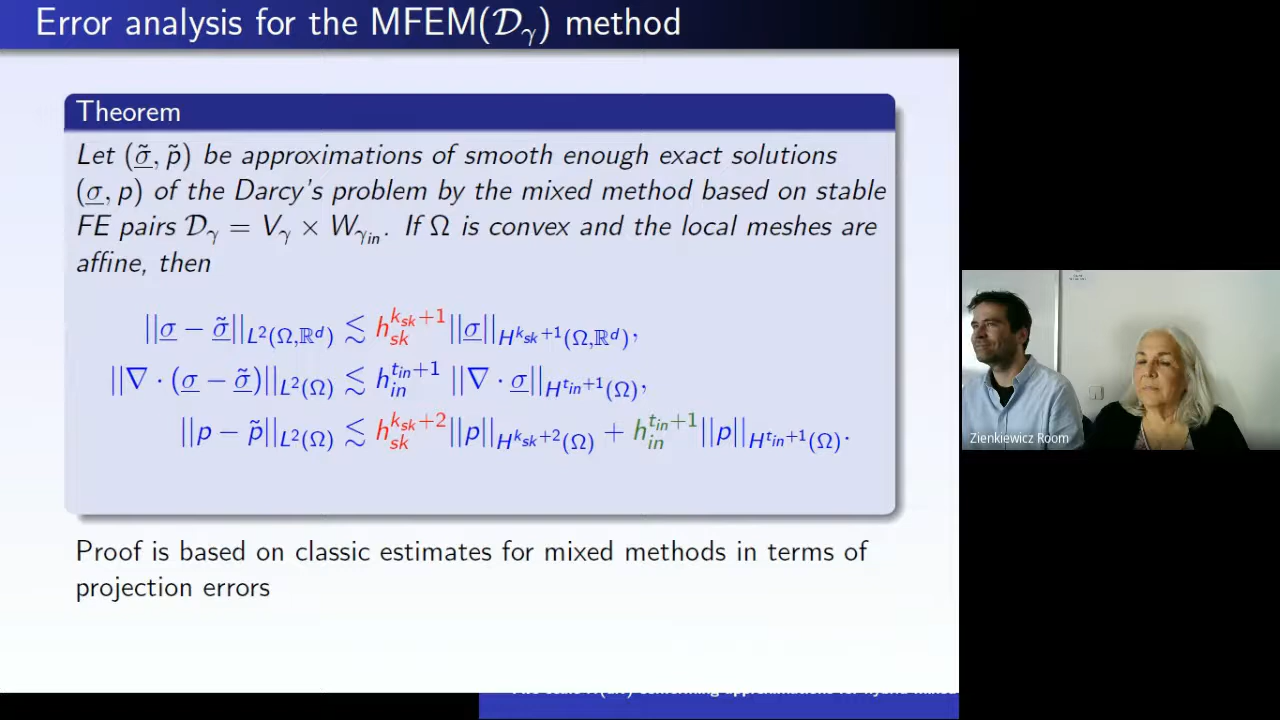 Error analysis for the MFEM(𝒟_γ) method
Theorem
Let (σ̲̃, p̃) be approximations of smooth enough exact solutions
(σ̲, p) of the Darcy's problem by the mixed method based on stable
FE pairs 𝒟_γ = V_γ × W_{γ_in}. If Ω is convex and the local meshes are
affine, then
||σ̲ − σ̲̃||_{L²(Ω,ℝ^d)} ≲ h_{sk}^{k_{sk}+1} ||σ̲||_{H^{k_{sk}+1}(Ω,ℝ^d)},
||∇ · (σ̲ − σ̲̃)||_{L²(Ω)} ≲ h_{in}^{t_{in}+1} ||∇ · σ̲||_{H^{t_{in}+1}(Ω)},
||p − p̃||_{L²(Ω)} ≲ h_{sk}^{k_{sk}+2} ||p||_{H^{k_{sk}+2}(Ω)} + h_{in}^{t_{in}+1} ||p||_{H^{t_{in}+1}(Ω)}.
Proof is based on classic estimates for mixed methods in terms of
projection errors
Zienkiewicz Room